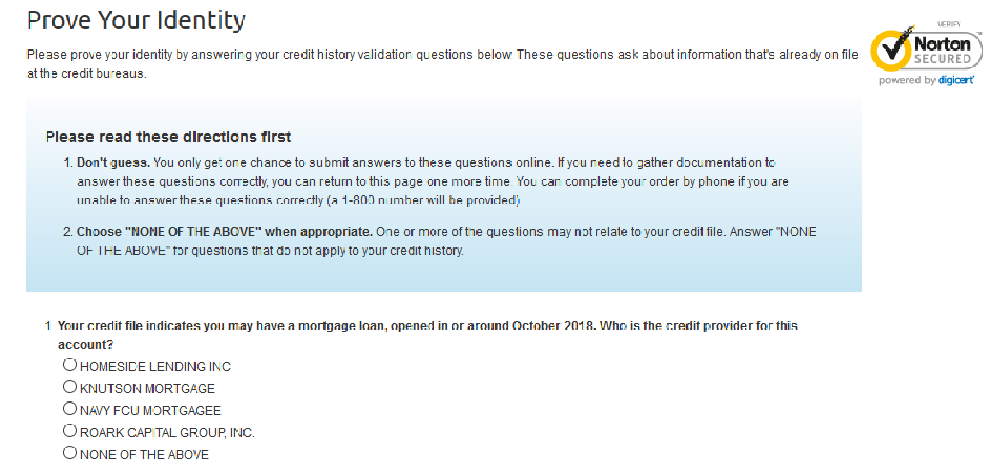 Prove Your Identity
Please prove your identity by answering your credit history validation questions below. These questions ask about information that's already on file
at the credit bureaus.
VERIFY
Norton
SECURED
TM
powered by digicert
Please read these directions first
1. Don't guess. You only get one chance to submit answers to these questions online. If you need to gather documentation to
answer these questions correctly, you can return to this page one more time. You can complete your order by phone if you are
unable to answer these questions correctly (a 1-800 number will be provided).
2. Choose "NONE OF THE ABOVE" when appropriate. One or more of the questions may not relate to your credit file. Answer "NONE
OF THE ABOVE" for questions that do not apply to your credit history.
1. Your credit file indicates you may have a mortgage loan, opened in or around October 2018. Who is the credit provider for this
account?
HOMESIDE LENDING INC
KNUTSON MORTGAGE
NAVY FCU MORTGAGEE
ROARK CAPITAL GROUP, INC.
NONE OF THE ABOVE